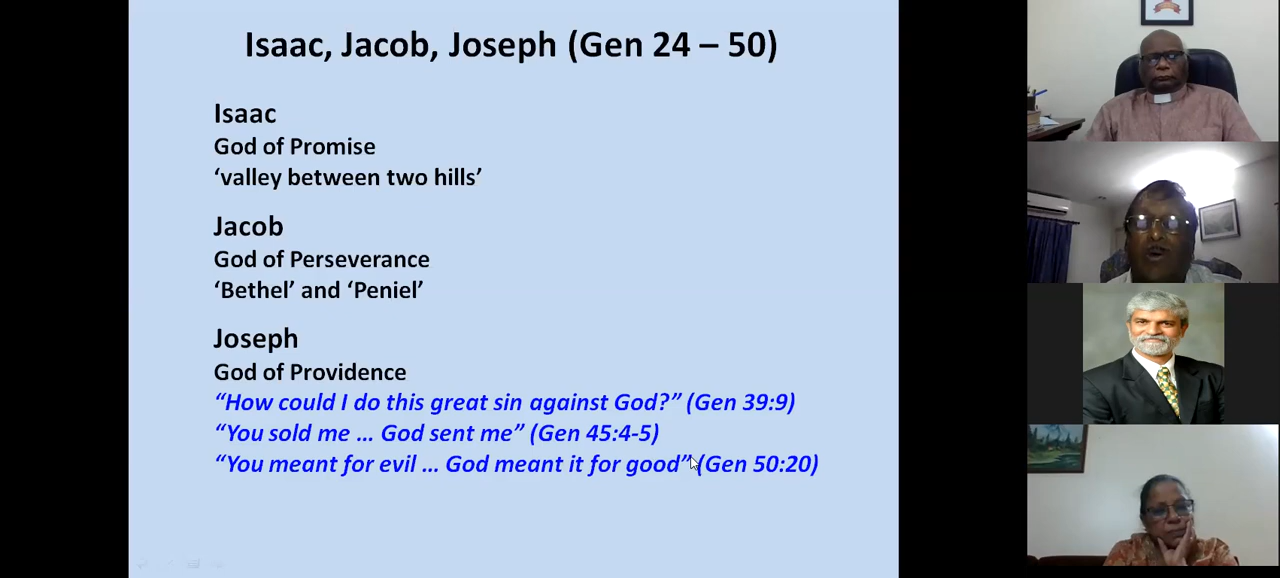 Isaac, Jacob, Joseph (Gen 24 – 50)
Isaac
God of Promise
‘valley between two hills’
Jacob
God of Perseverance
‘Bethel’ and ‘Peniel’
Joseph
God of Providence
“How could I do this great sin against God?” (Gen 39:9)
“You sold me ... God sent me” (Gen 45:4-5)
“You meant for evil ... God meant it for good” (Gen 50:20)